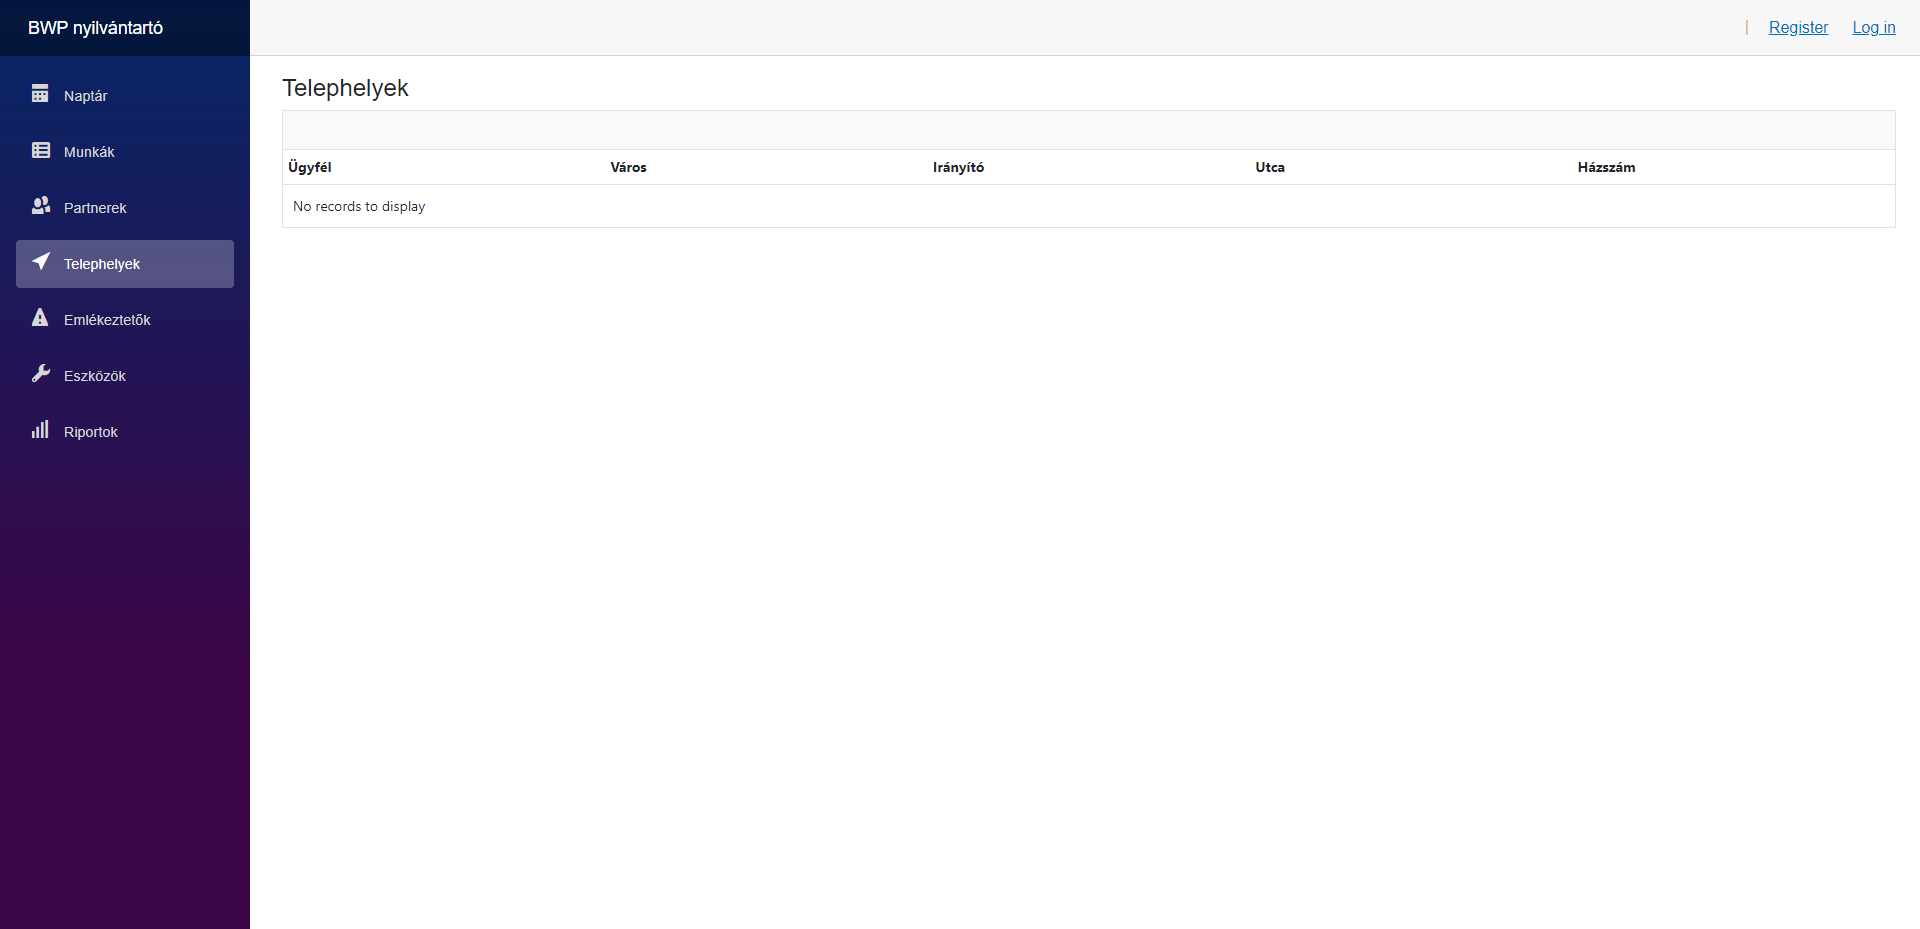 BWP nyilvántartó
| Register Log in
Naptár
Munkák
Partnerek
Telephelyek
Emlékeztetők
Eszközök
Riportok
Telephelyek
Ügyfél Város Irányító Utca Házszám
No records to display